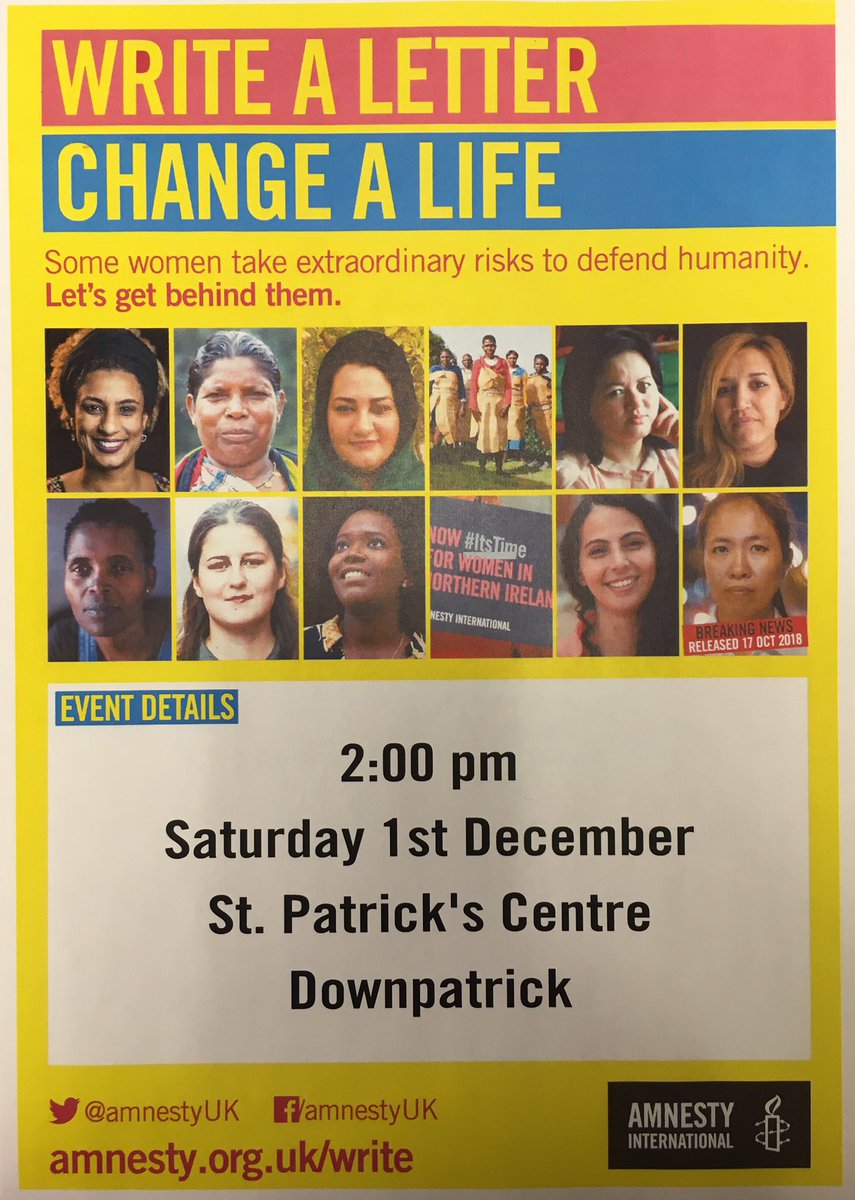 WRITE A LETTER
CHANGE A LIFE
Some women take extraordinary risks to defend humanity.
Let's get behind them.
NOW #ItsTime
FOR WOMEN IN
NORTHERN IRELAN
NESTY INTERNATIONAL
BREAKING NEWS
RELEASED 17 OCT 2018
EVENT DETAILS
2:00 pm
Saturday 1st December
St. Patrick's Centre
Downpatrick
@amnestyUK f/amnestyUK
amnesty.org.uk/write
AMNESTY
INTERNATIONAL